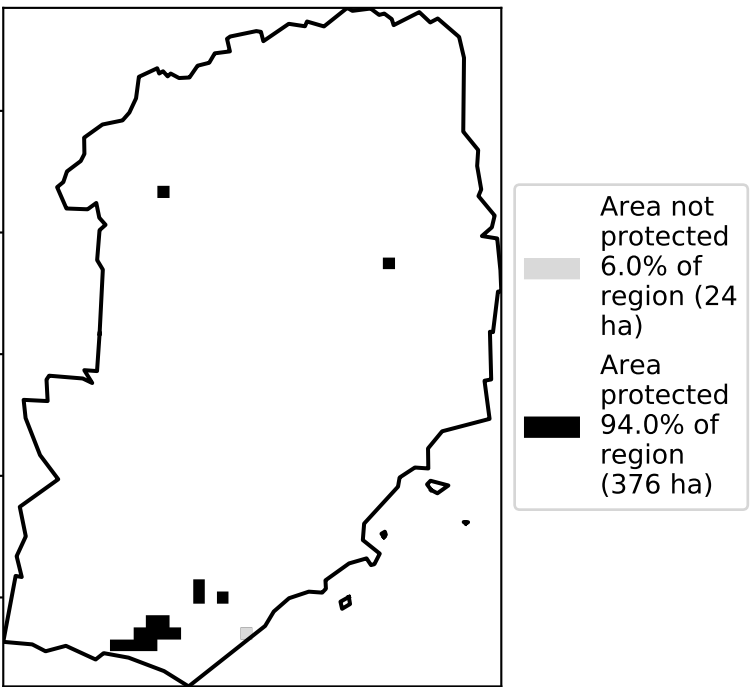 Area not
protected
6.0% of
region (24
ha)
Area
protected
94.0% of
region
(376 ha)